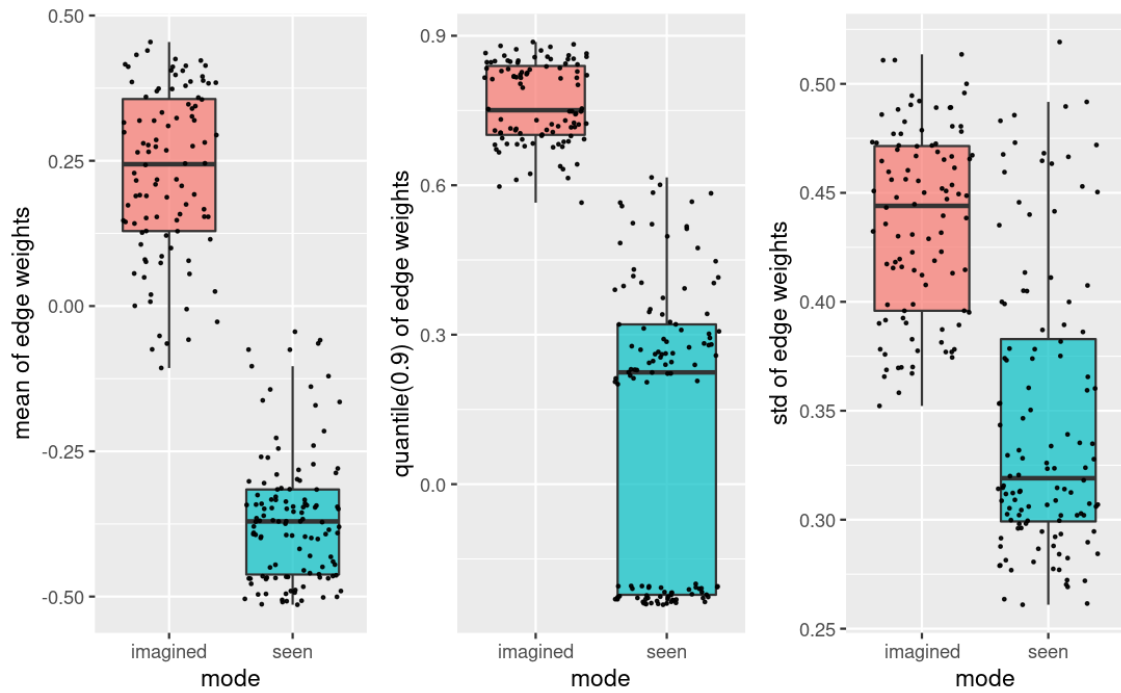 mean of edge weights
0.50
0.25
0.00
-0.25
-0.50
imagined
seen
mode
quantile(0.9) of edge weights
0.9
0.6
0.3
0.0
imagined
seen
mode
std of edge weights
0.50
0.45
0.40
0.35
0.30
0.25
imagined
seen
mode